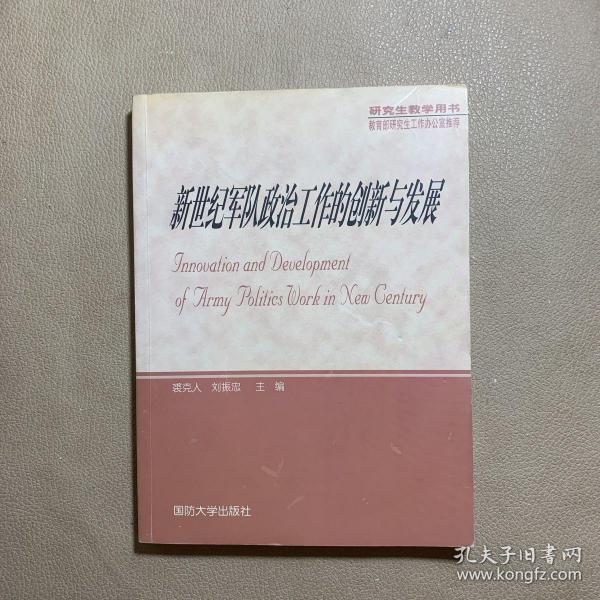 研究生教学用书
教育部研究生工作办公室推荐
新世纪军队政治工作的创新与发展
Innovation and Development
of Army Politics Work in New Century
裘克人 刘振忠 主 编
国防大学出版社
孔夫子旧书网
www.kongfz.com